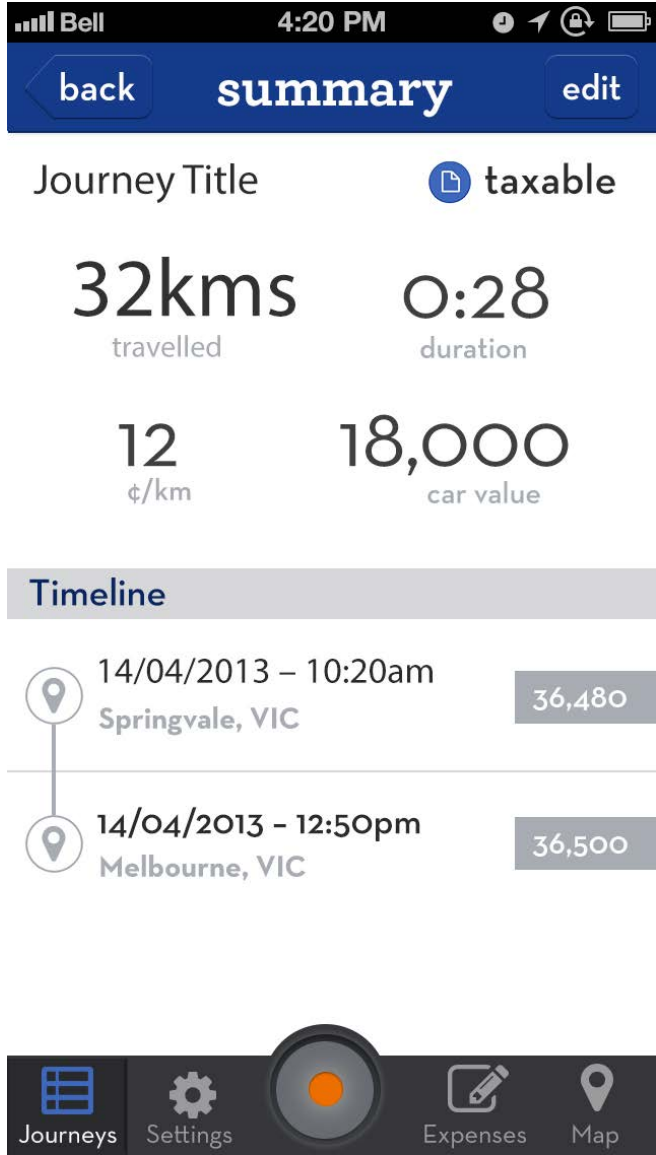 Bell 4:20 PM
back summary edit
Journey Title taxable
32kms 0:28
travelled duration
12 18,000
¢/km car value
Timeline
14/04/2013 – 10:20am
36,480
Springvale, VIC
14/04/2013 – 12:50pm
36,500
Melbourne, VIC
Journeys Settings Expenses Map